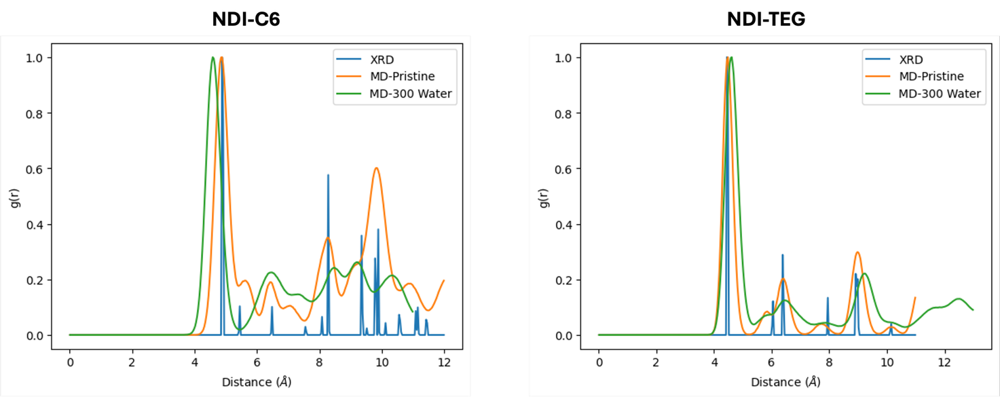 NDI-C6
1.0
0.8
0.6
0.4
0.2
0.0
g(r)
XRD
MD-Pristine
MD-300 Water
0 2 4 6 8 10 12
Distance (Å)
NDI-TEG
1.0
0.8
0.6
0.4
0.2
0.0
g(r)
XRD
MD-Pristine
MD-300 Water
0 2 4 6 8 10 12
Distance (Å)